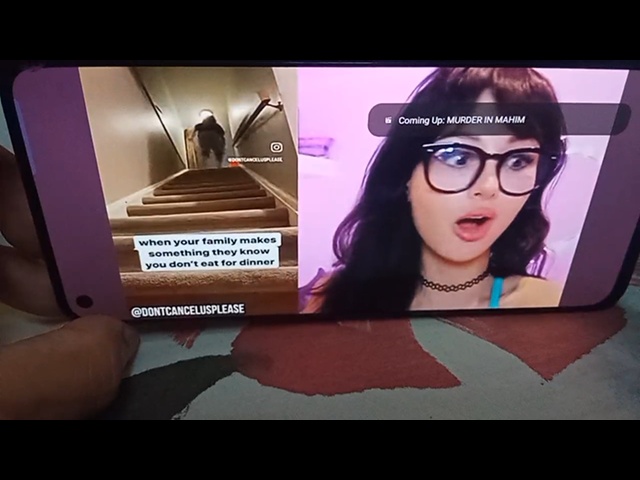 Coming Up: MURDER IN MAHIM
@DONTCANCELUSPLEASE
when your family makes
something they know
you don't eat for dinner
@DONTCANCELUSPLEASE